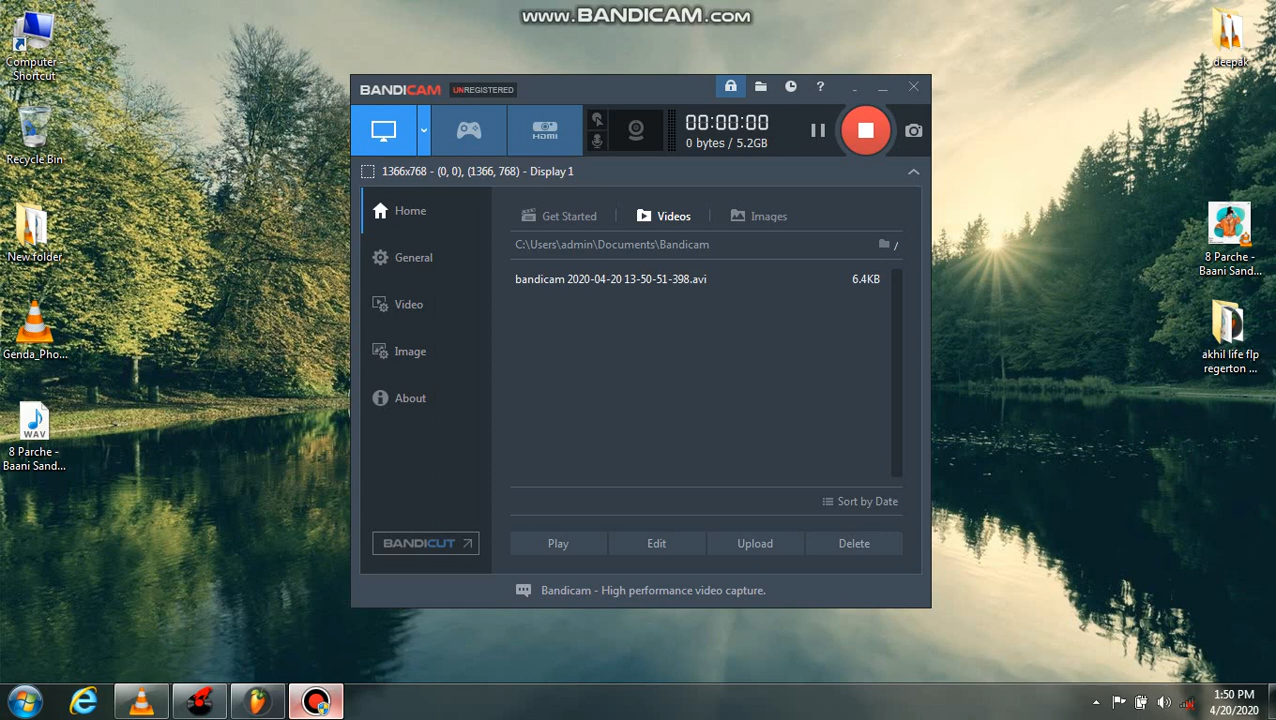 www.BANDICAM.com
Computer - Shortcut
Recycle Bin
New folder
Genda_Pho...
WAV
8 Parche - Baani Sand...
deepak
8 Parche - Baani Sand...
akhil life flp regerton ...
BANDICAM UNREGISTERED
?
HDMI
00:00:00
0 bytes / 5.2GB
1366x768 - (0, 0), (1366, 768) - Display 1
Home
General
Video
Image
About
BANDICUT
Get Started
Videos
Images
C:\Users\admin\Documents\Bandicam
/
bandicam 2020-04-20 13-50-51-398.avi 6.4KB
Sort by Date
Play Edit Upload Delete
Bandicam - High performance video capture.
1:50 PM
4/20/2020